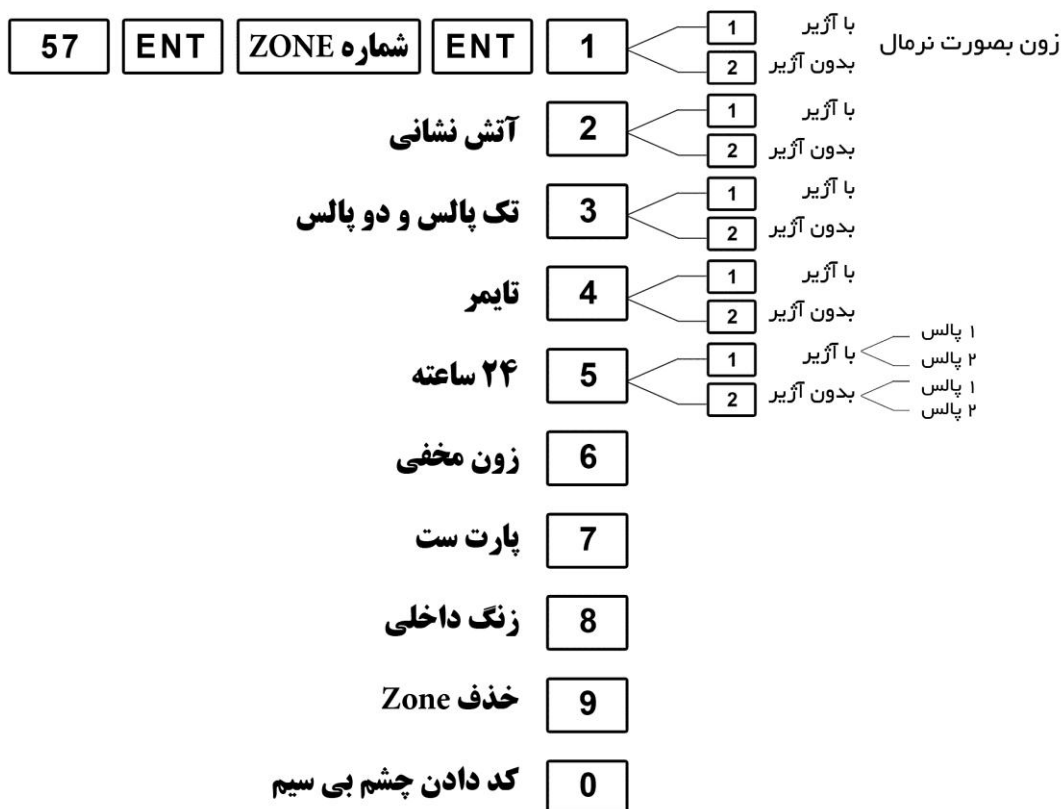 57 ENT شماره ZONE ENT 1
1 با آژیر
2 بدون آژیر
زون بصورت نرمال
آتش نشانی 2
1 با آژیر
2 بدون آژیر
تک پالس و دو پالس 3
1 با آژیر
2 بدون آژیر
تایمر 4
1 با آژیر
2 بدون آژیر
۲۴ ساعته 5
1 با آژیر
۱ پالس
۲ پالس
2 بدون آژیر
۱ پالس
۲ پالس
زون مخفی 6
پارت ست 7
زنگ داخلی 8
خذف Zone 9
کد دادن چشم بی سیم 0